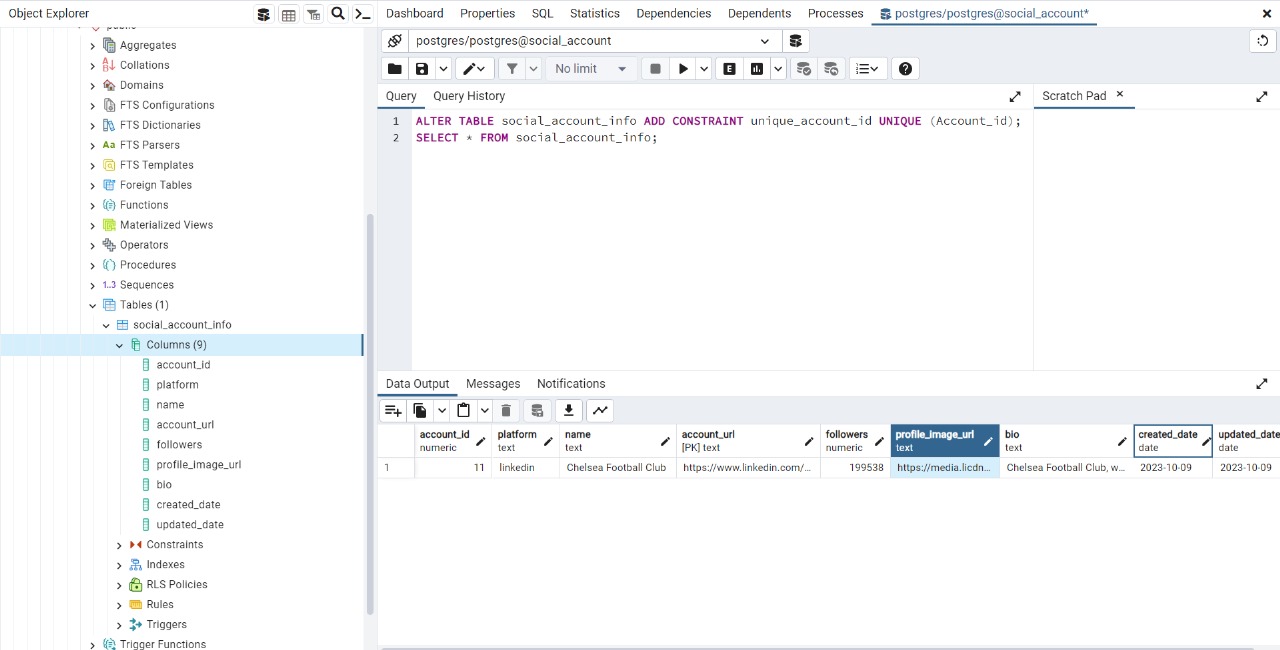 Object Explorer
Dashboard Properties SQL Statistics Dependencies Dependents Processes postgres/postgres@social_account*
public
Aggregates
Collations
Domains
FTS Configurations
FTS Dictionaries
Aa FTS Parsers
FTS Templates
Foreign Tables
Functions
Materialized Views
Operators
Procedures
1..3 Sequences
Tables (1)
social_account_info
Columns (9)
account_id
platform
name
account_url
followers
profile_image_url
bio
created_date
updated_date
Constraints
Indexes
RLS Policies
Rules
Triggers
Trigger Functions
postgres/postgres@social_account
No limit
E
Query Query History
Scratch Pad
1 ALTER TABLE social_account_info ADD CONSTRAINT unique_account_id UNIQUE (Account_id);
2 SELECT * FROM social_account_info;
Data Output Messages Notifications
account_id platform name account_url followers profile_image_url bio created_date updated_date
numeric text text [PK] text numeric text text date date
1 11 linkedin Chelsea Football Club https://www.linkedin.com/... 199538 https://media.licdn... Chelsea Football Club, w... 2023-10-09 2023-10-09